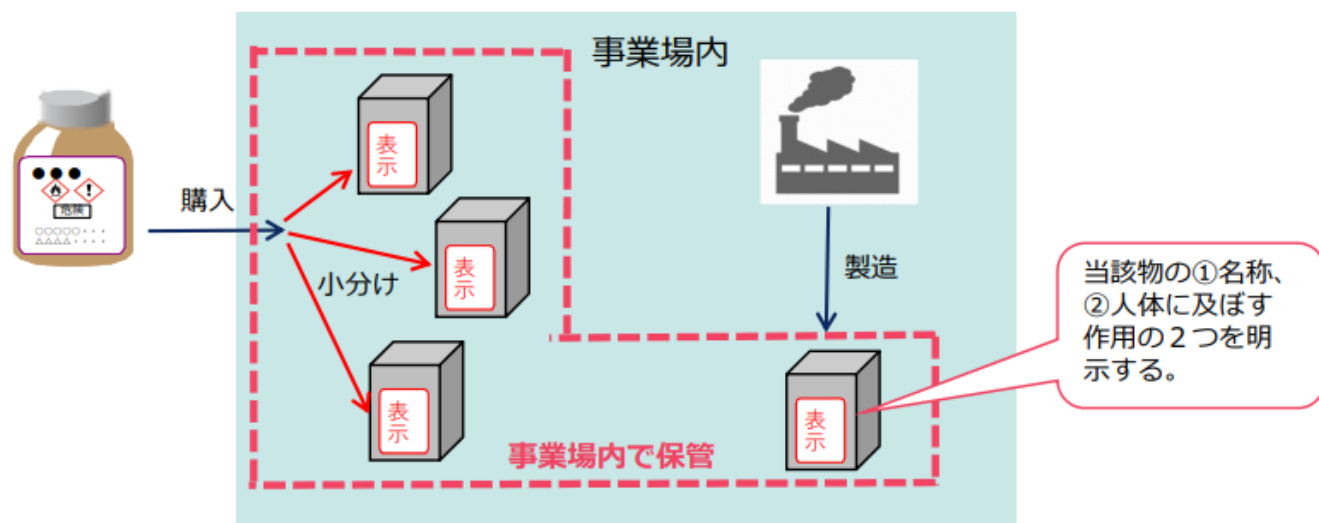 事業場内
●●●
危険
○○○○○・・・
△△△△・・・・
購入
表
示
表
示
小分け
表
示
製造
表
示
当該物の①名称、
②人体に及ぼす
作用の２つを明
示する。
事業場内で保管